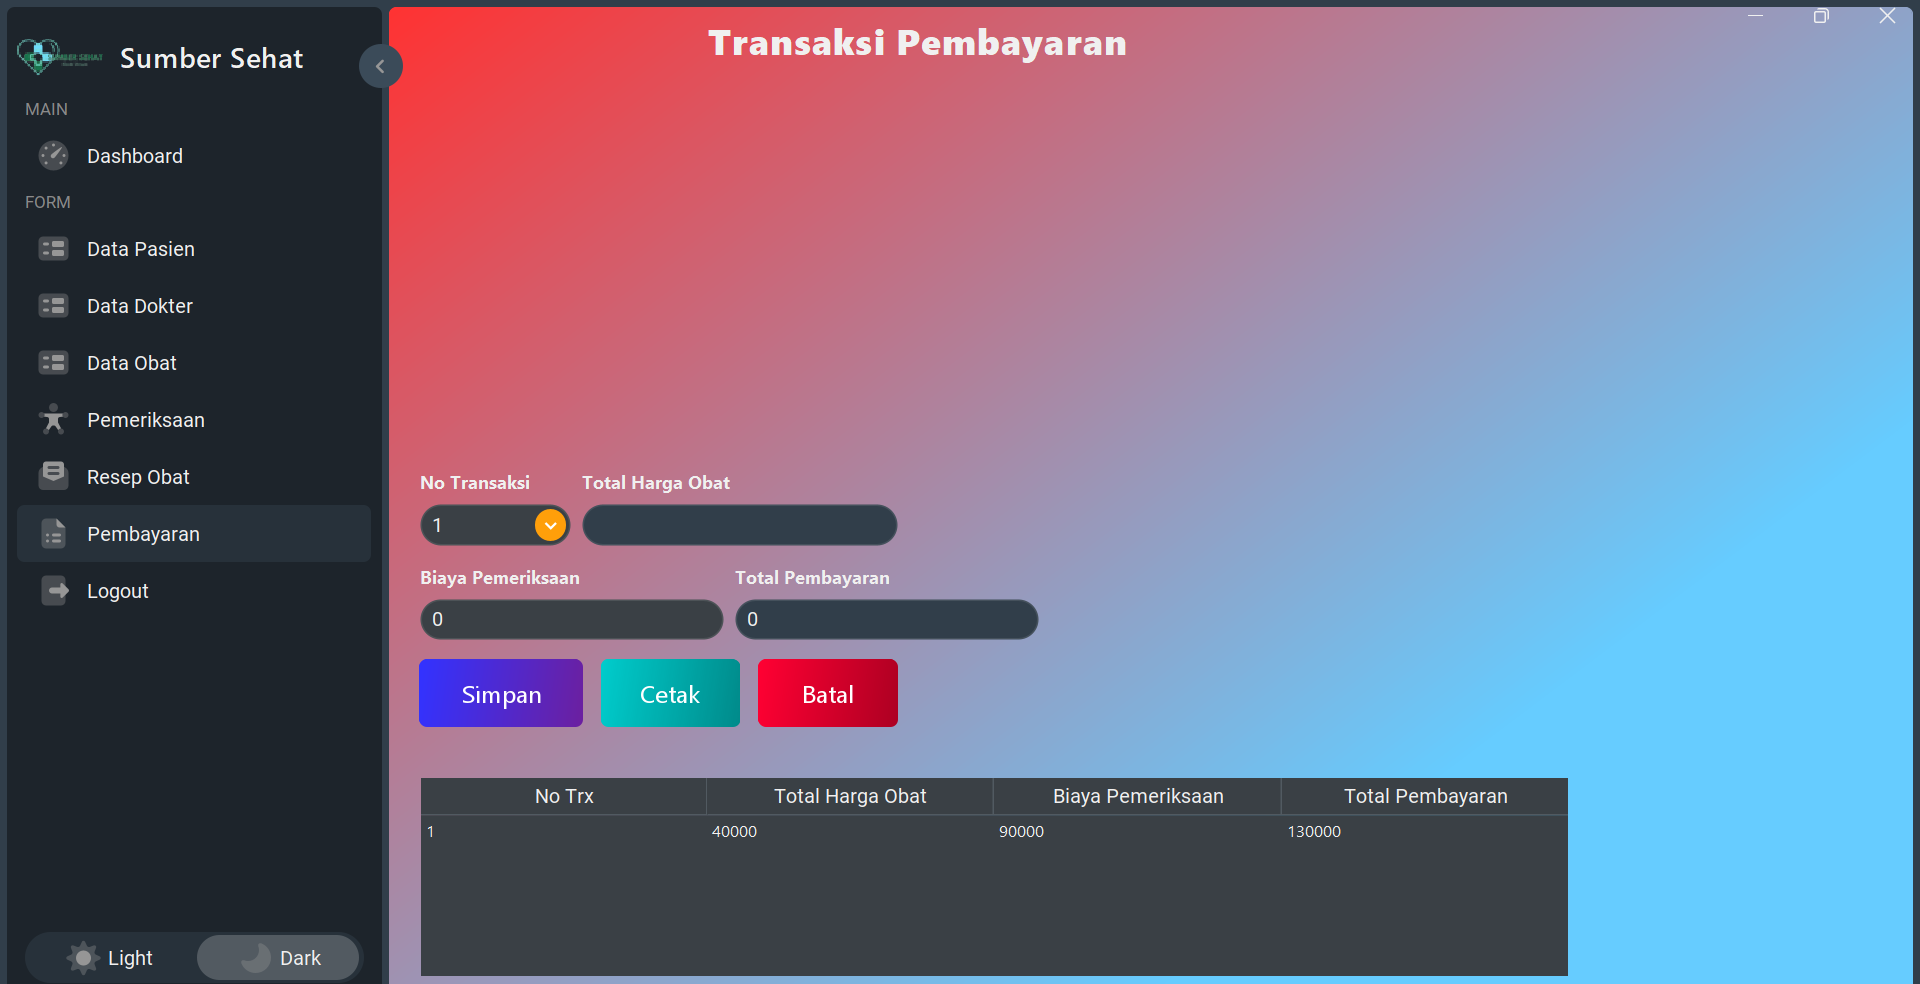 Sumber Sehat
MAIN
Dashboard
FORM
Data Pasien
Data Dokter
Data Obat
Pemeriksaan
Resep Obat
Pembayaran
Logout
Light Dark
Transaksi Pembayaran
No Transaksi Total Harga Obat
1
Biaya Pemeriksaan Total Pembayaran
0 0
Simpan Cetak Batal
No Trx Total Harga Obat Biaya Pemeriksaan Total Pembayaran
1 40000 90000 130000